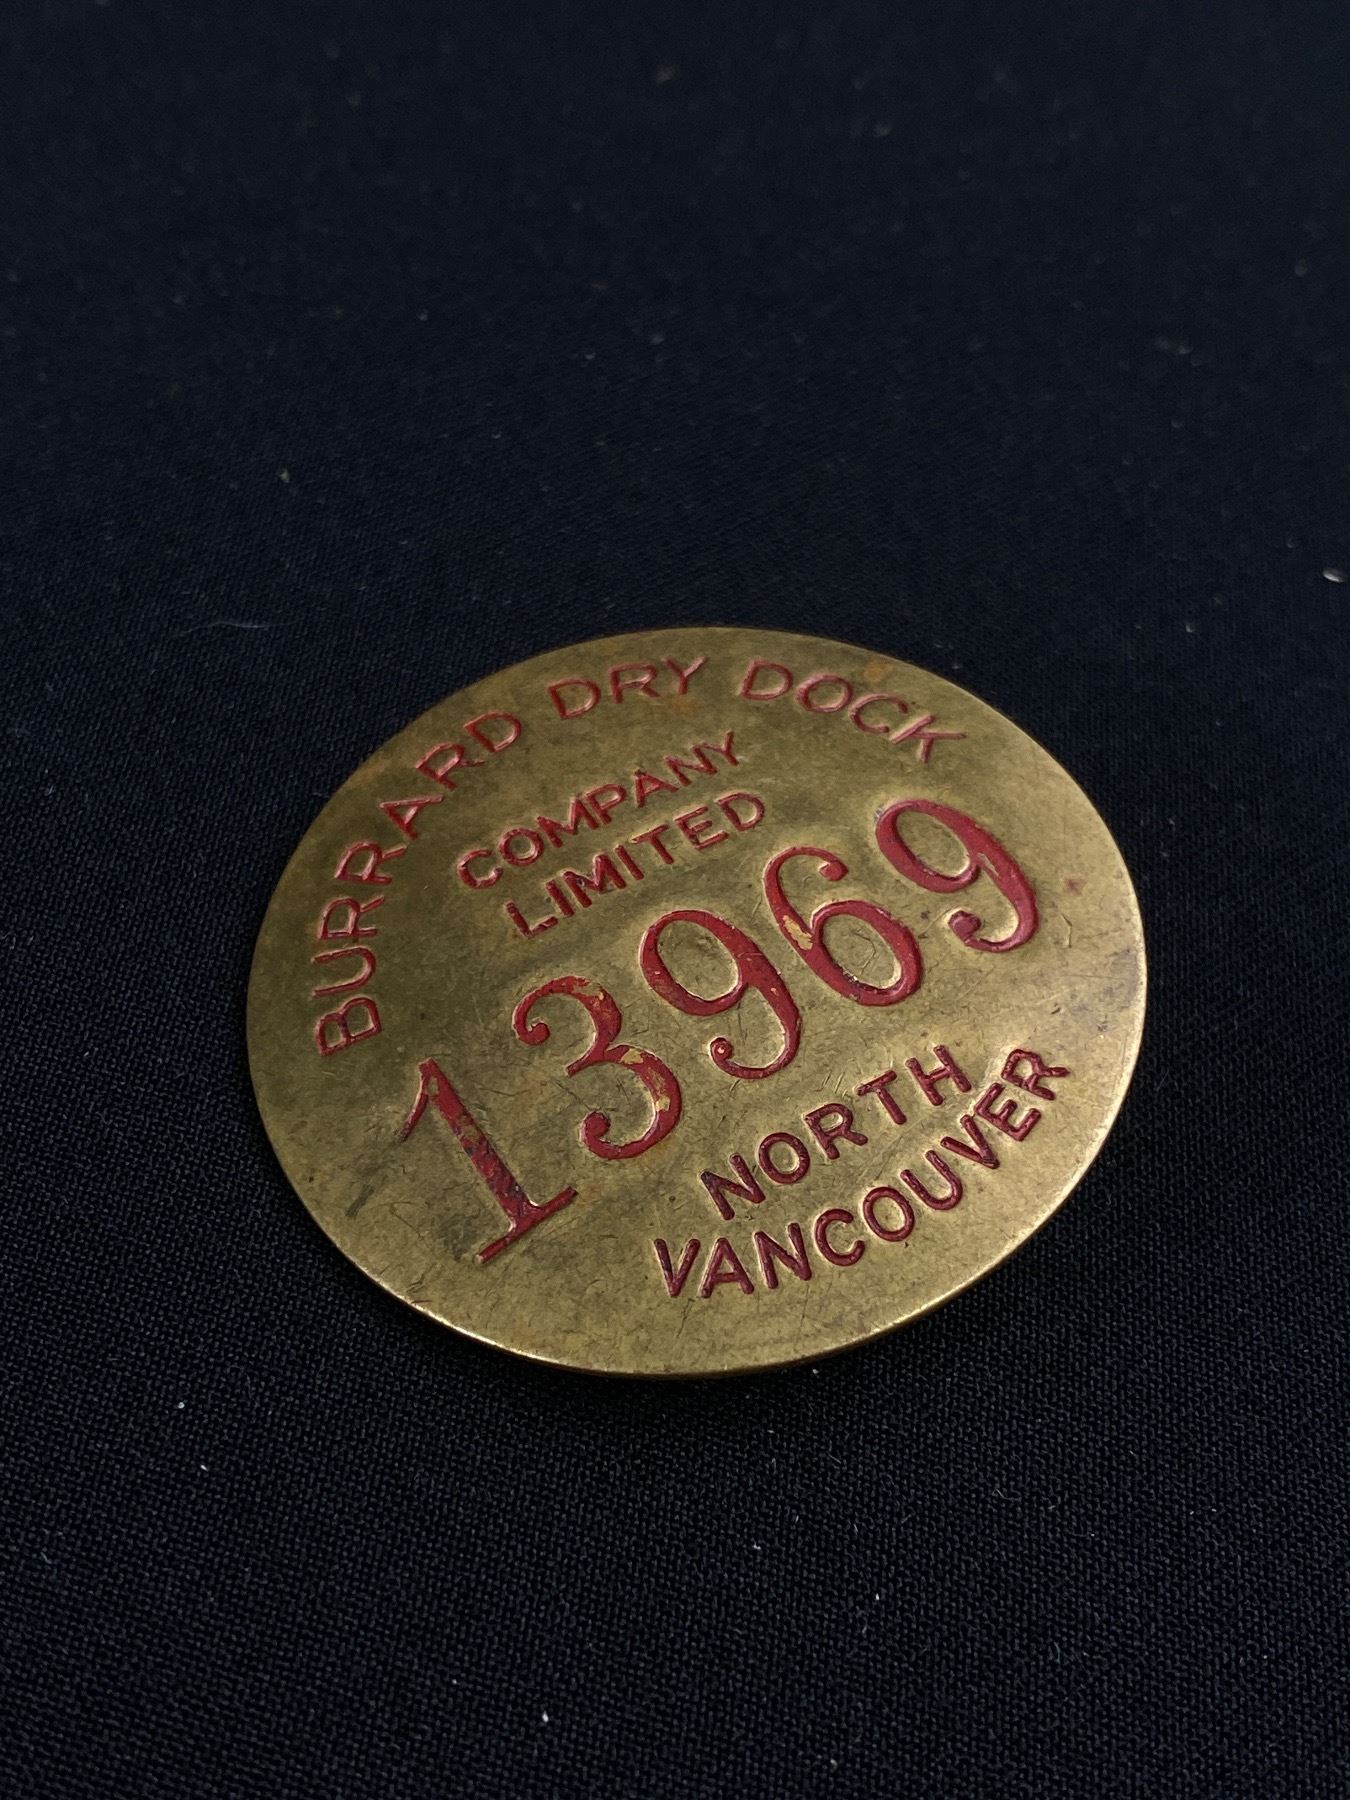 BURRARD DRY DOCK
COMPANY
LIMITED
13969
NORTH
VANCOUVER